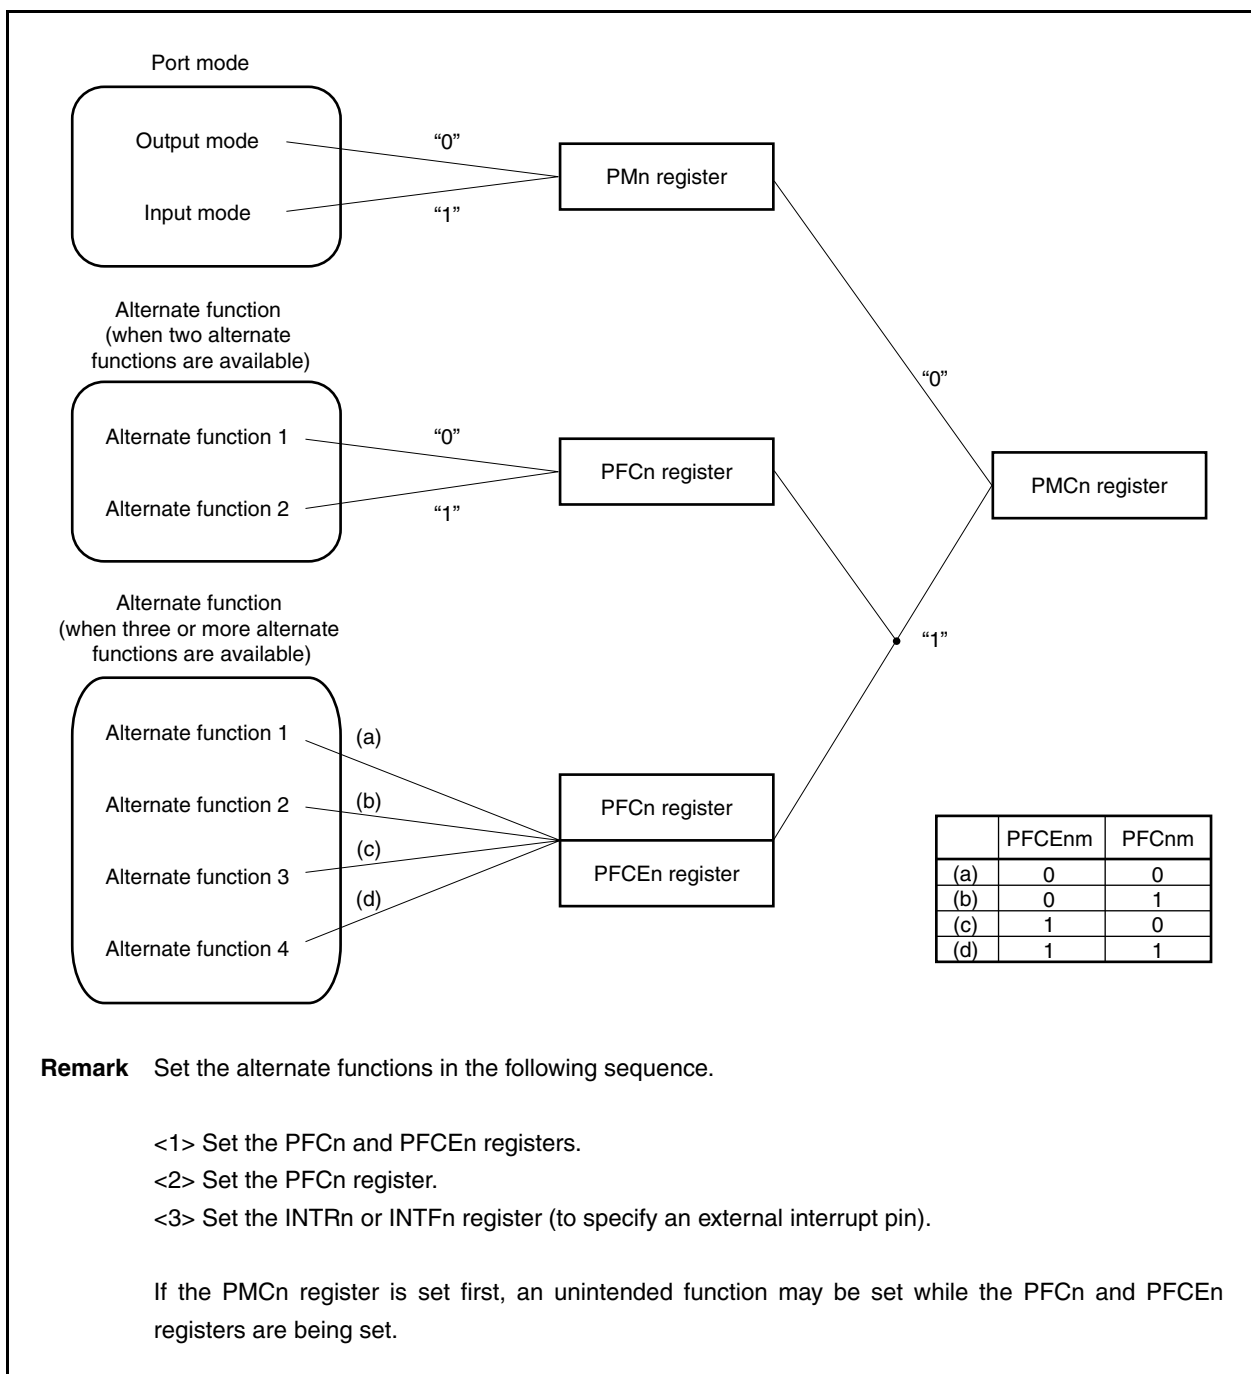 Port mode
Output mode
“0”
PMn register
Input mode
“1”
Alternate function
(when two alternate
functions are available)
“0”
Alternate function 1
“0”
PFCn register
PMCn register
Alternate function 2
“1”
Alternate function
(when three or more alternate
functions are available)
“1”
Alternate function 1
(a)
Alternate function 2
(b)
PFCn register
(c)
Alternate function 3
PFCEn register
(d)
Alternate function 4
PFCEnm PFCnm
(a) 0 0
(b) 0 1
(c) 1 0
(d) 1 1
Remark Set the alternate functions in the following sequence.
<1> Set the PFCn and PFCEn registers.
<2> Set the PFCn register.
<3> Set the INTRn or INTFn register (to specify an external interrupt pin).
If the PMCn register is set first, an unintended function may be set while the PFCn and PFCEn
registers are being set.